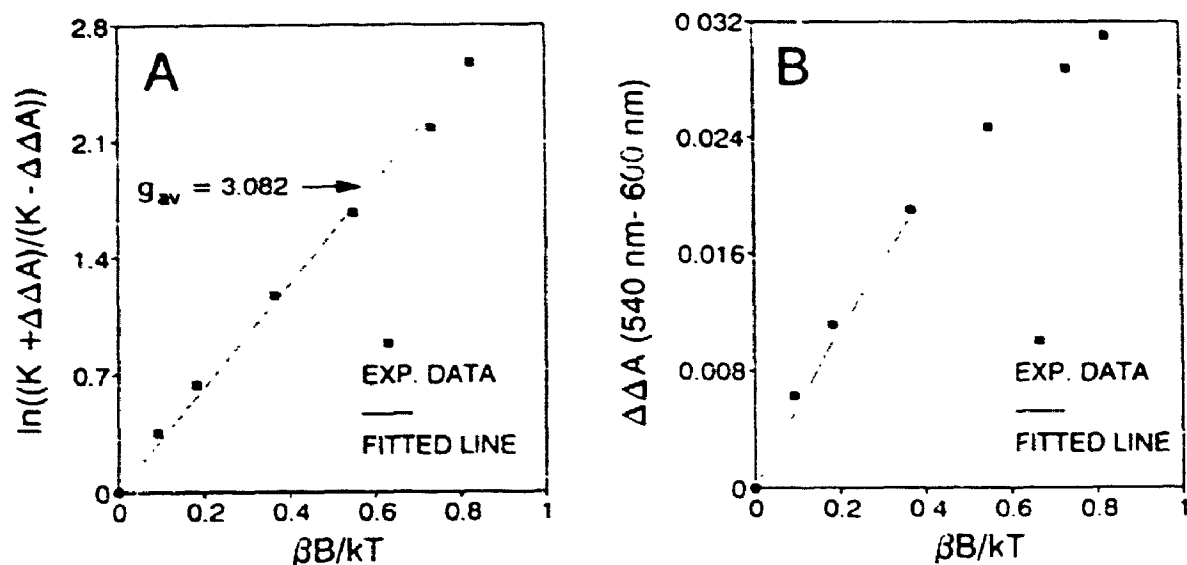 A
ln((K +ΔΔA)/(K - ΔΔA))
2.8
2.1
1.4
0.7
0
g_av = 3.082
EXP. DATA
FITTED LINE
0 0.2 0.4 0.6 0.8 1
βB/kT
B
ΔΔA (540 nm- 600 nm)
0 032
0.024
0.016
0.008
0
EXP. DATA
FITTED LINE
0 0.2 0.4 0.6 0.8 1
βB/kT